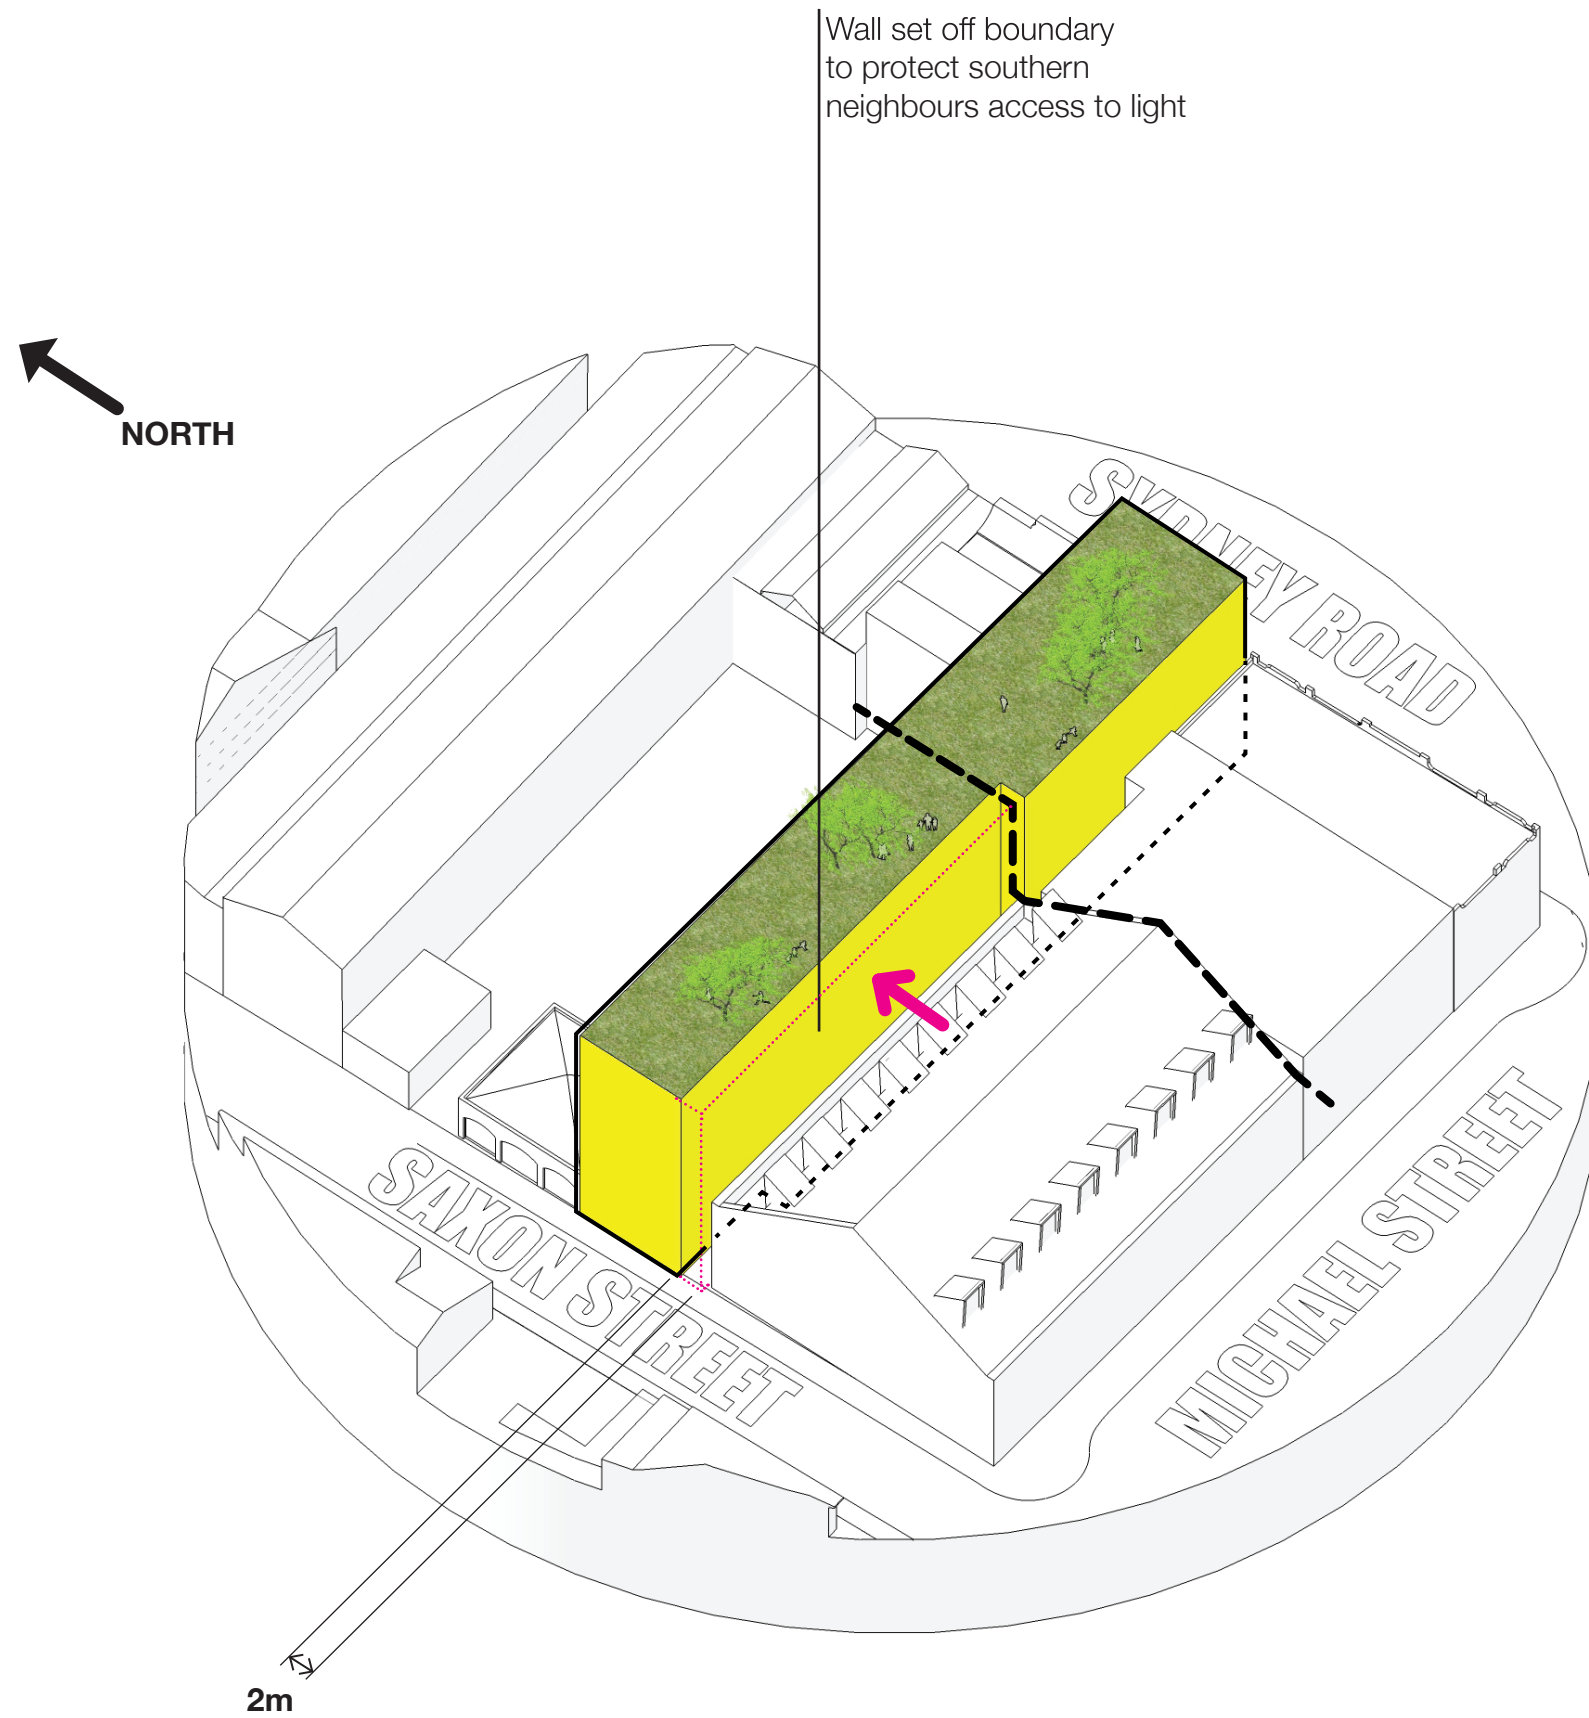 Wall set off boundary
to protect southern
neighbours access to light
NORTH
SYDNEY ROAD
SAXON STREET
MICHAEL STREET
2m